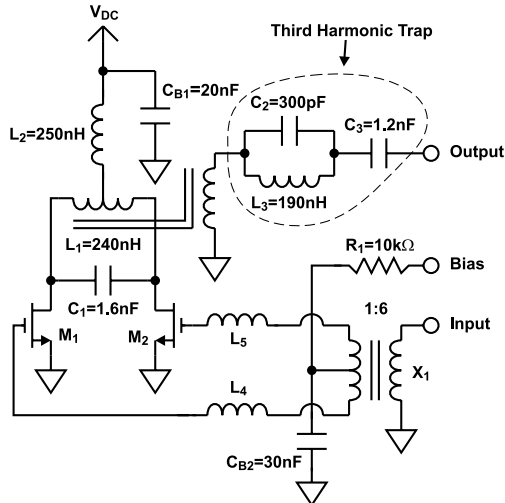 V_DC
Third Harmonic Trap
C_B1=20nF
C_2=300pF
C_3=1.2nF
L_2=250nH
Output
L_3=190nH
L_1=240nH
R_1=10kΩ
Bias
C_1=1.6nF
1:6
Input
M_1
M_2
L_5
X_1
L_4
C_B2=30nF